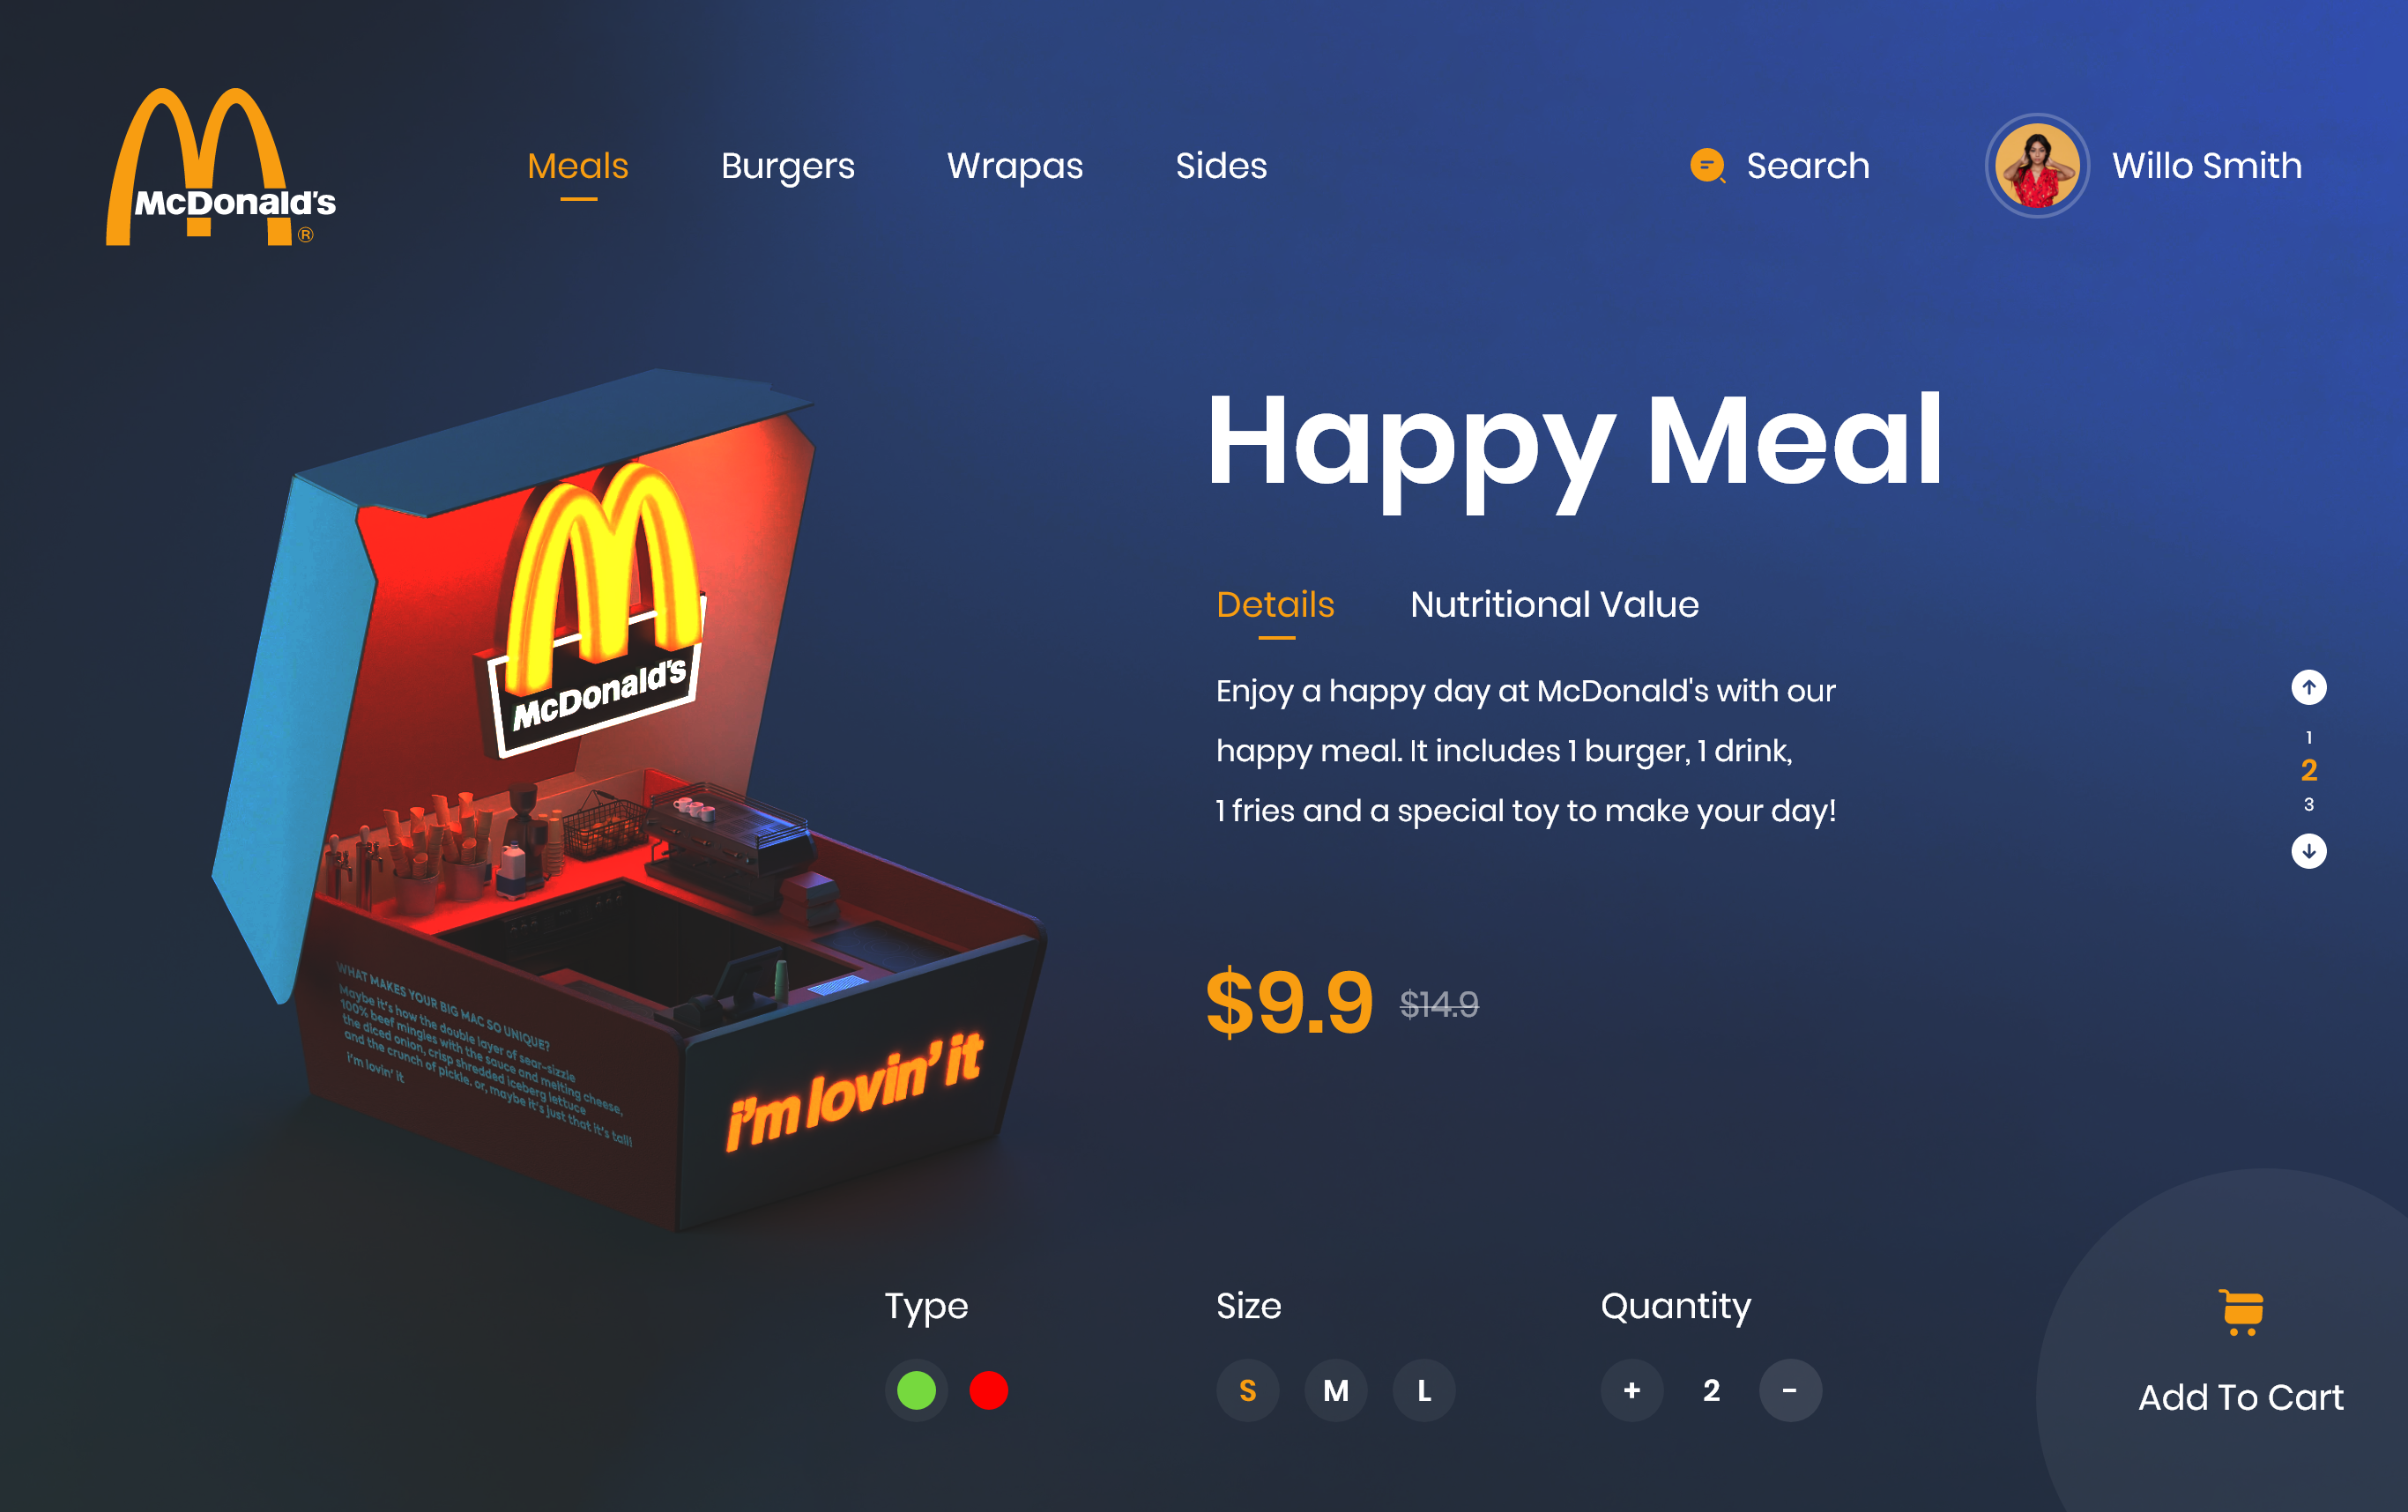 McDonald's
®
Meals
Burgers
Wrapas
Sides
Search
Willo Smith
Happy Meal
Details
Nutritional Value
Enjoy a happy day at McDonald's with our
happy meal. It includes 1 burger, 1 drink,
1 fries and a special toy to make your day!
1
2
3
$9.9
$14.9
McDonald's
WHAT MAKES YOUR BIG MAC SO UNIQUE?
Maybe it's how the double layer of sear-sizzle
100% beef mingles with the sauce and melting cheese,
the diced onion, crisp shredded iceberg lettuce
and the crunch of pickle. or, maybe it's just that it's tall!
i'm lovin' it
i'm lovin' it
Type
Size
Quantity
S
M
L
+
2
-
Add To Cart